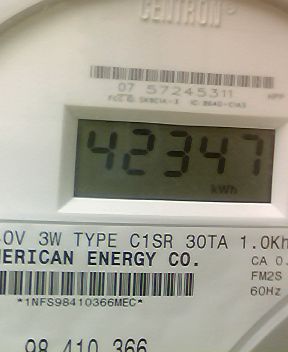 CENTRON®
07 57245311
42347
kWh
0V 3W TYPE C1SR 30TA 1.0Kh
ERICAN ENERGY CO.
CA 0.
FM2S
60Hz
*1NFS98410366MEC*
98 410 366